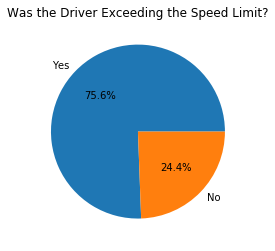 Was the Driver Exceeding the Speed Limit?
Yes
75.6%
24.4%
No